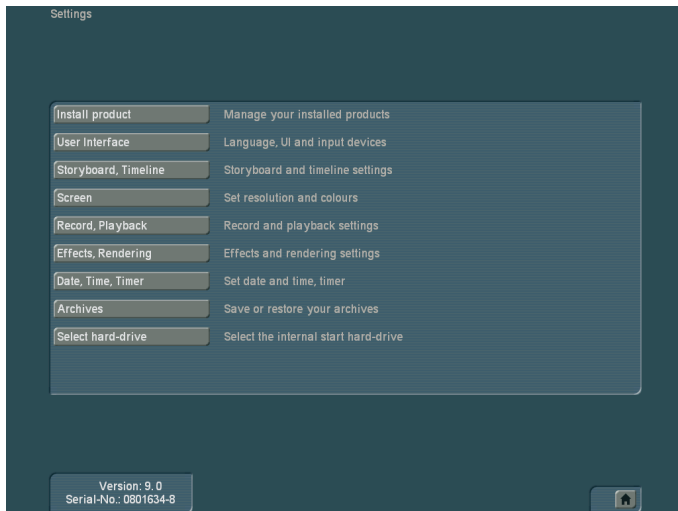 Settings
Install product Manage your installed products
User Interface Language, UI and input devices
Storyboard, Timeline Storyboard and timeline settings
Screen Set resolution and colours
Record, Playback Record and playback settings
Effects, Rendering Effects and rendering settings
Date, Time, Timer Set date and time, timer
Archives Save or restore your archives
Select hard-drive Select the internal start hard-drive
Version: 9.0
Serial-No.: 0801634-8